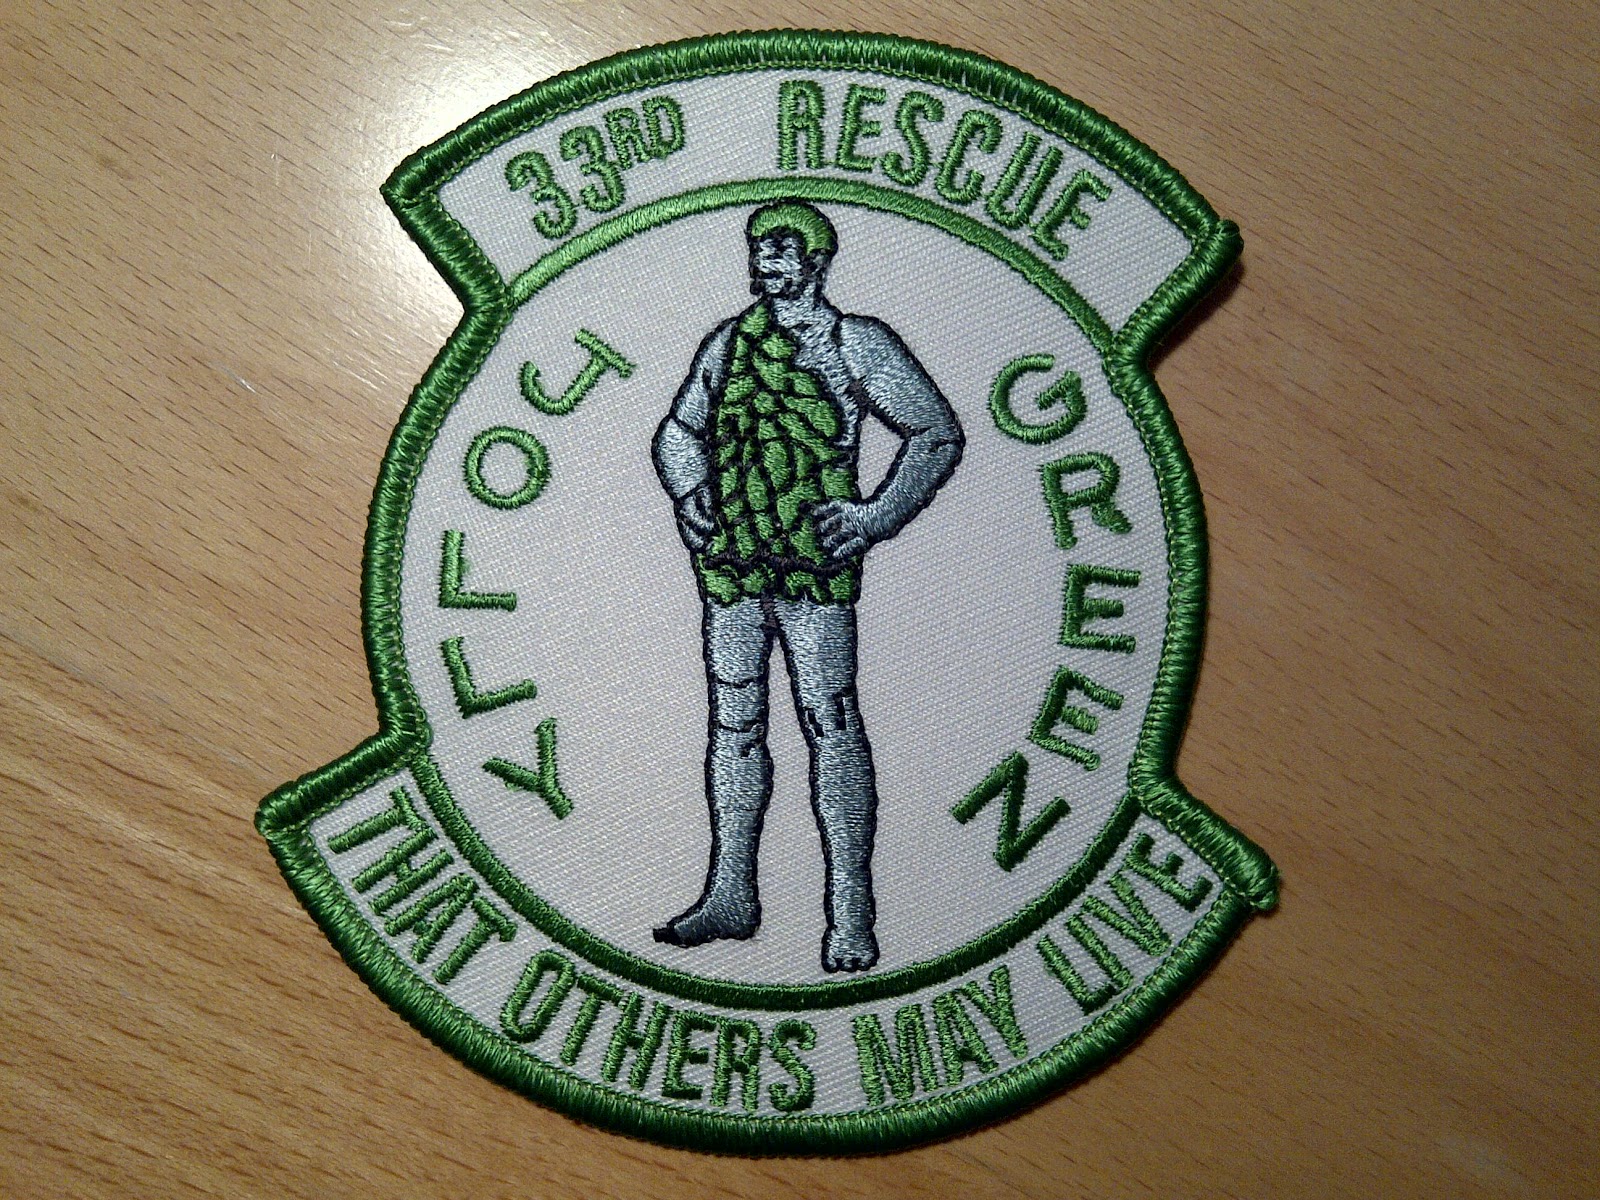 33RD RESCUE
JOLLY GREEN
THAT OTHERS MAY LIVE